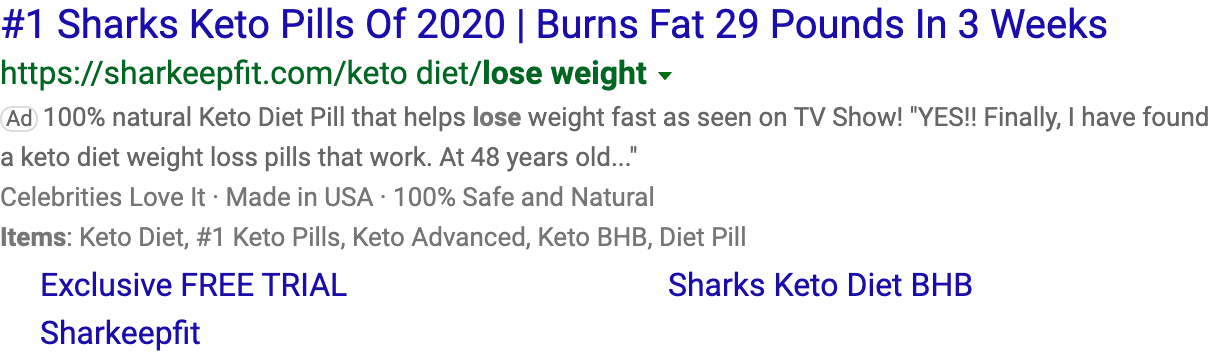 #1 Sharks Keto Pills Of 2020 | Burns Fat 29 Pounds In 3 Weeks
https://sharkeepfit.com/keto diet/lose weight
Ad 100% natural Keto Diet Pill that helps lose weight fast as seen on TV Show! "YES!! Finally, I have found
a keto diet weight loss pills that work. At 48 years old..."
Celebrities Love It · Made in USA · 100% Safe and Natural
Items: Keto Diet, #1 Keto Pills, Keto Advanced, Keto BHB, Diet Pill
Exclusive FREE TRIAL Sharks Keto Diet BHB
Sharkeepfit